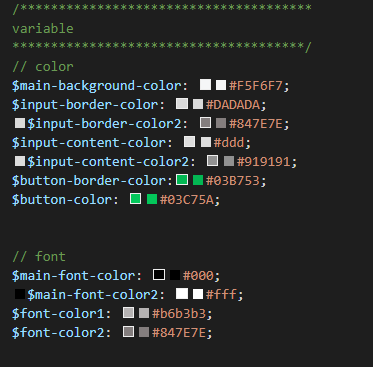 /**************************************
variable
**************************************/
// color
$main-background-color: #F5F6F7;
$input-border-color: #DADADA;
$input-border-color2: #847E7E;
$input-content-color: #ddd;
$input-content-color2: #919191;
$button-border-color: #03B753;
$button-color: #03C75A;
// font
$main-font-color: #000;
$main-font-color2: #fff;
$font-color1: #b6b3b3;
$font-color2: #847E7E;